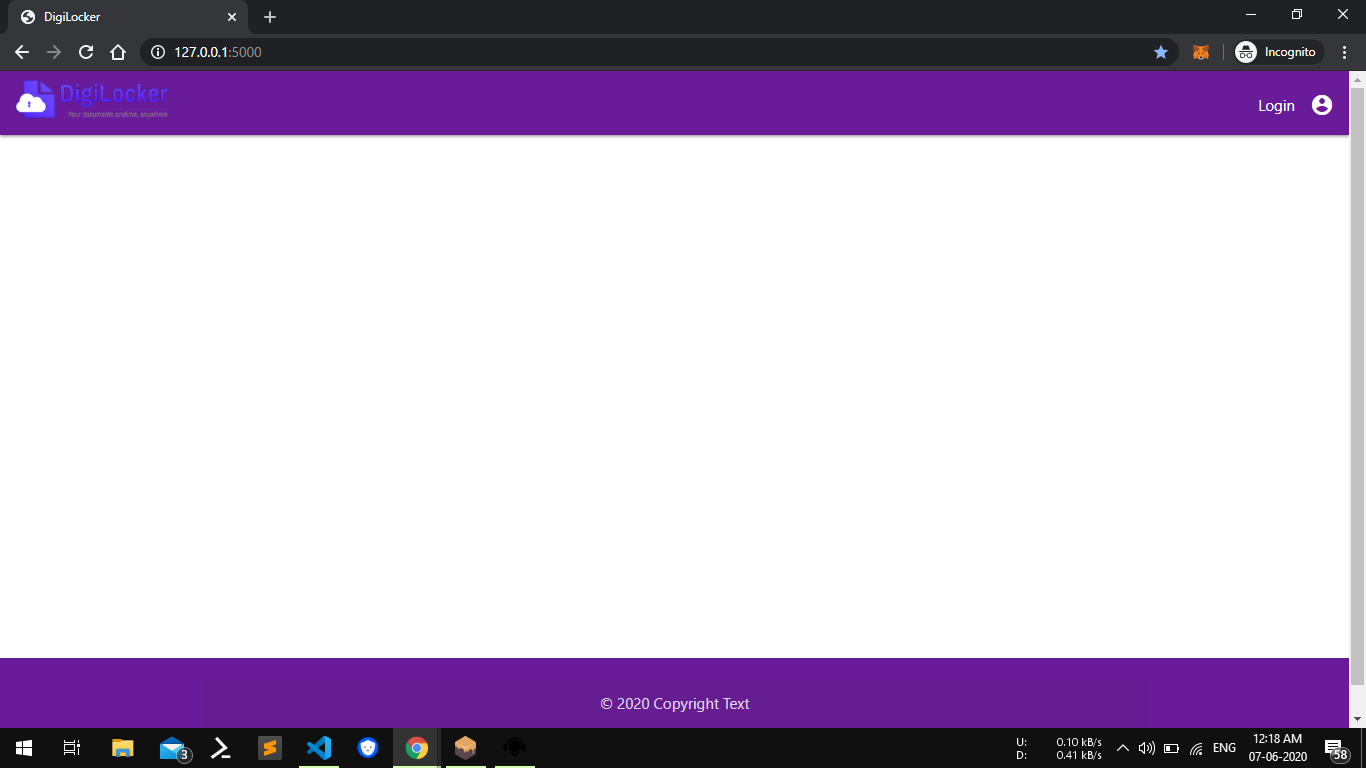 DigiLocker
127.0.0.1:5000
Incognito
DigiLocker
Your documents anytime, anywhere
Login
© 2020 Copyright Text
3
U: 0.10 kB/s
D: 0.41 kB/s
ENG
12:18 AM
07-06-2020
58